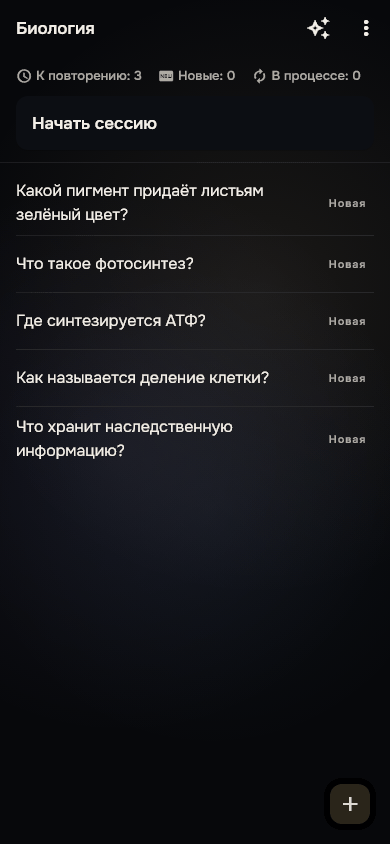 Биология
К повторению: 3
NEW
Новые: 0
В процессе: 0
Начать сессию
Какой пигмент придаёт листьям
зелёный цвет?
Новая
Что такое фотосинтез?
Новая
Где синтезируется АТФ?
Новая
Как называется деление клетки?
Новая
Что хранит наследственную
информацию?
Новая